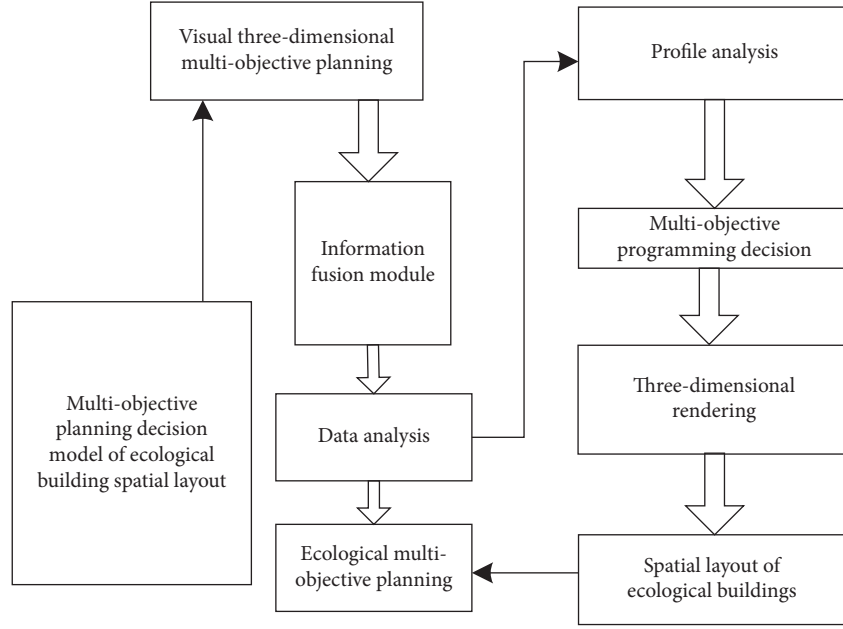 Visual three-dimensional
multi-objective planning
Profile analysis
Information
fusion module
Multi-objective
programming decision
Multi-objective
planning decision
model of ecological
building spatial layout
Data analysis
Three-dimensional
rendering
Ecological multi-
objective planning
Spatial layout of
ecological buildings